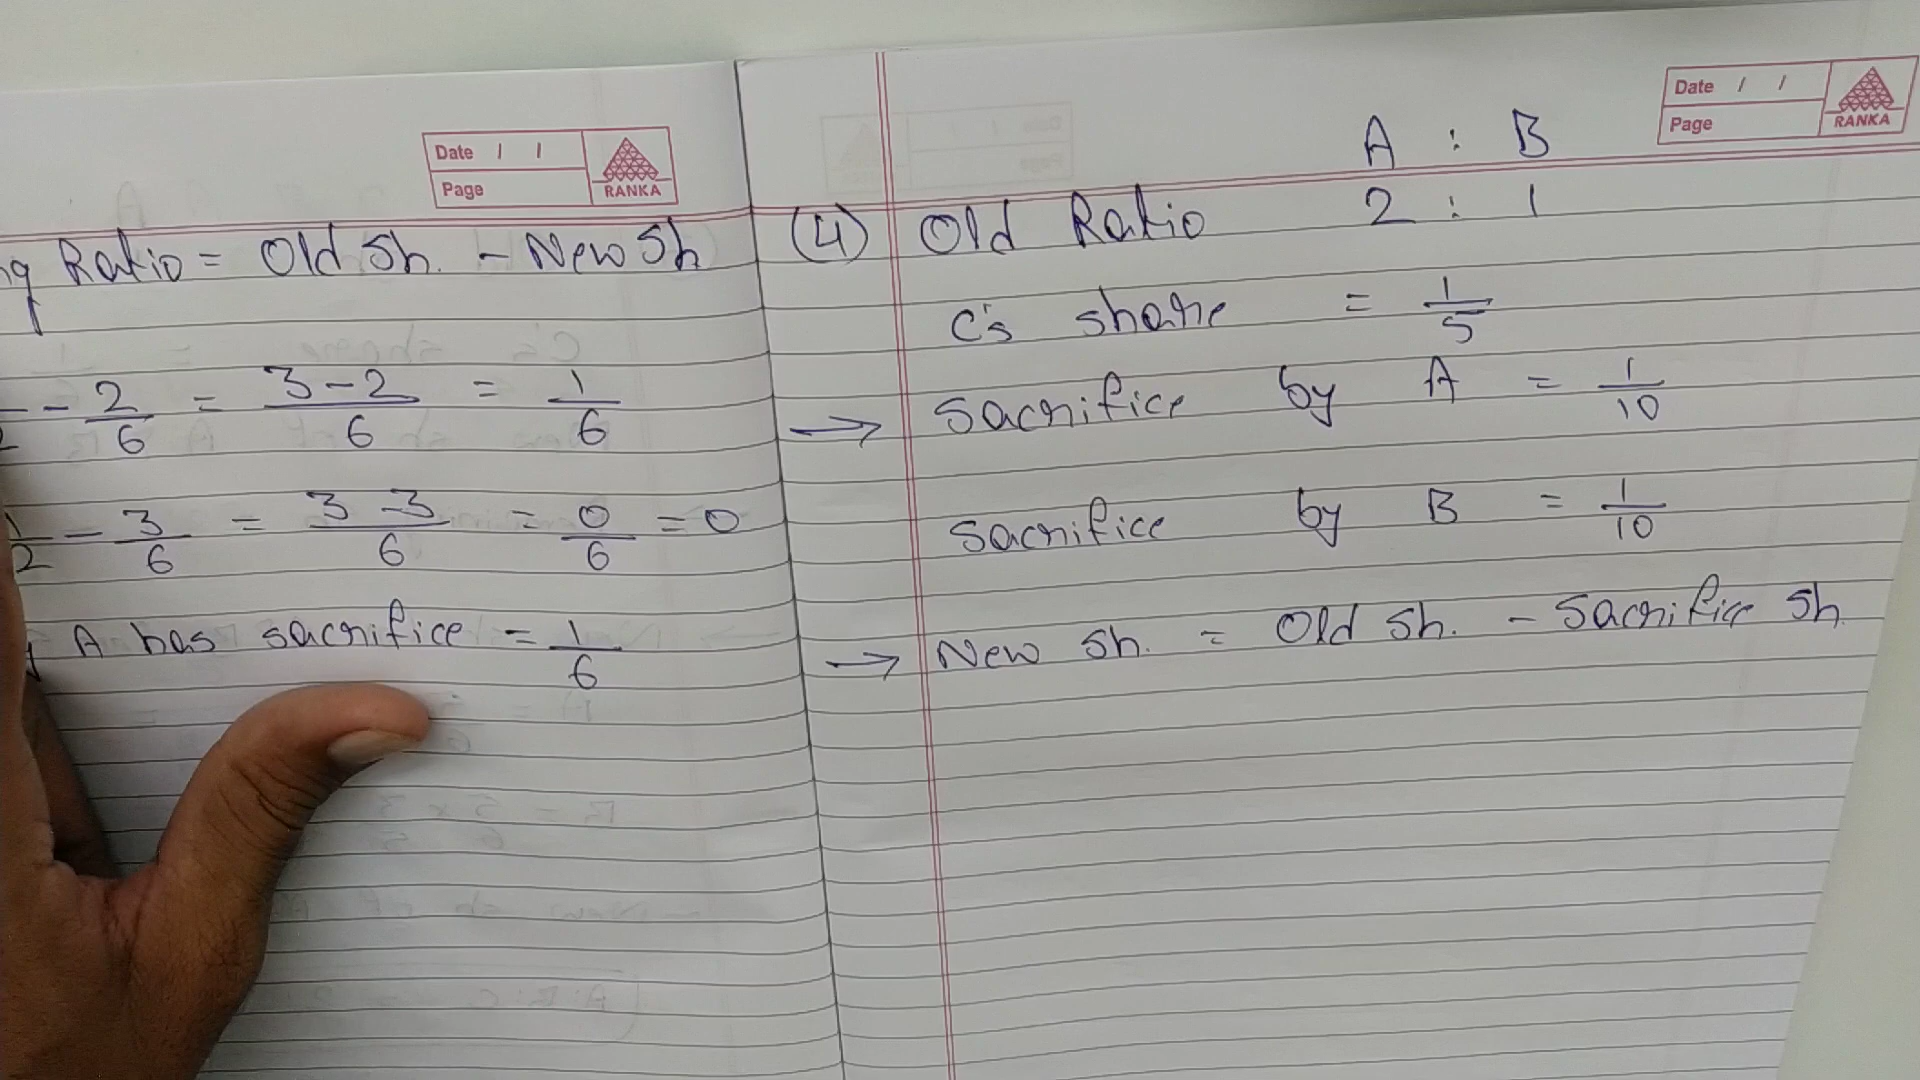 Date / /
Page
RANKA
Ratio = Old Sh. - New Sh
- 2/6 = 3-2/6 = 1/6
1/2 - 3/6 = 3-3/6 = 0/6 = 0
A has sacrifice = 1/6
Date / /
Page
RANKA
A : B
(4) Old Ratio 2 : 1
C's share = 1/5
→ Sacrifice by A = 1/10
Sacrifice by B = 1/10
→ New Sh. = Old Sh. - Sacrifice Sh.